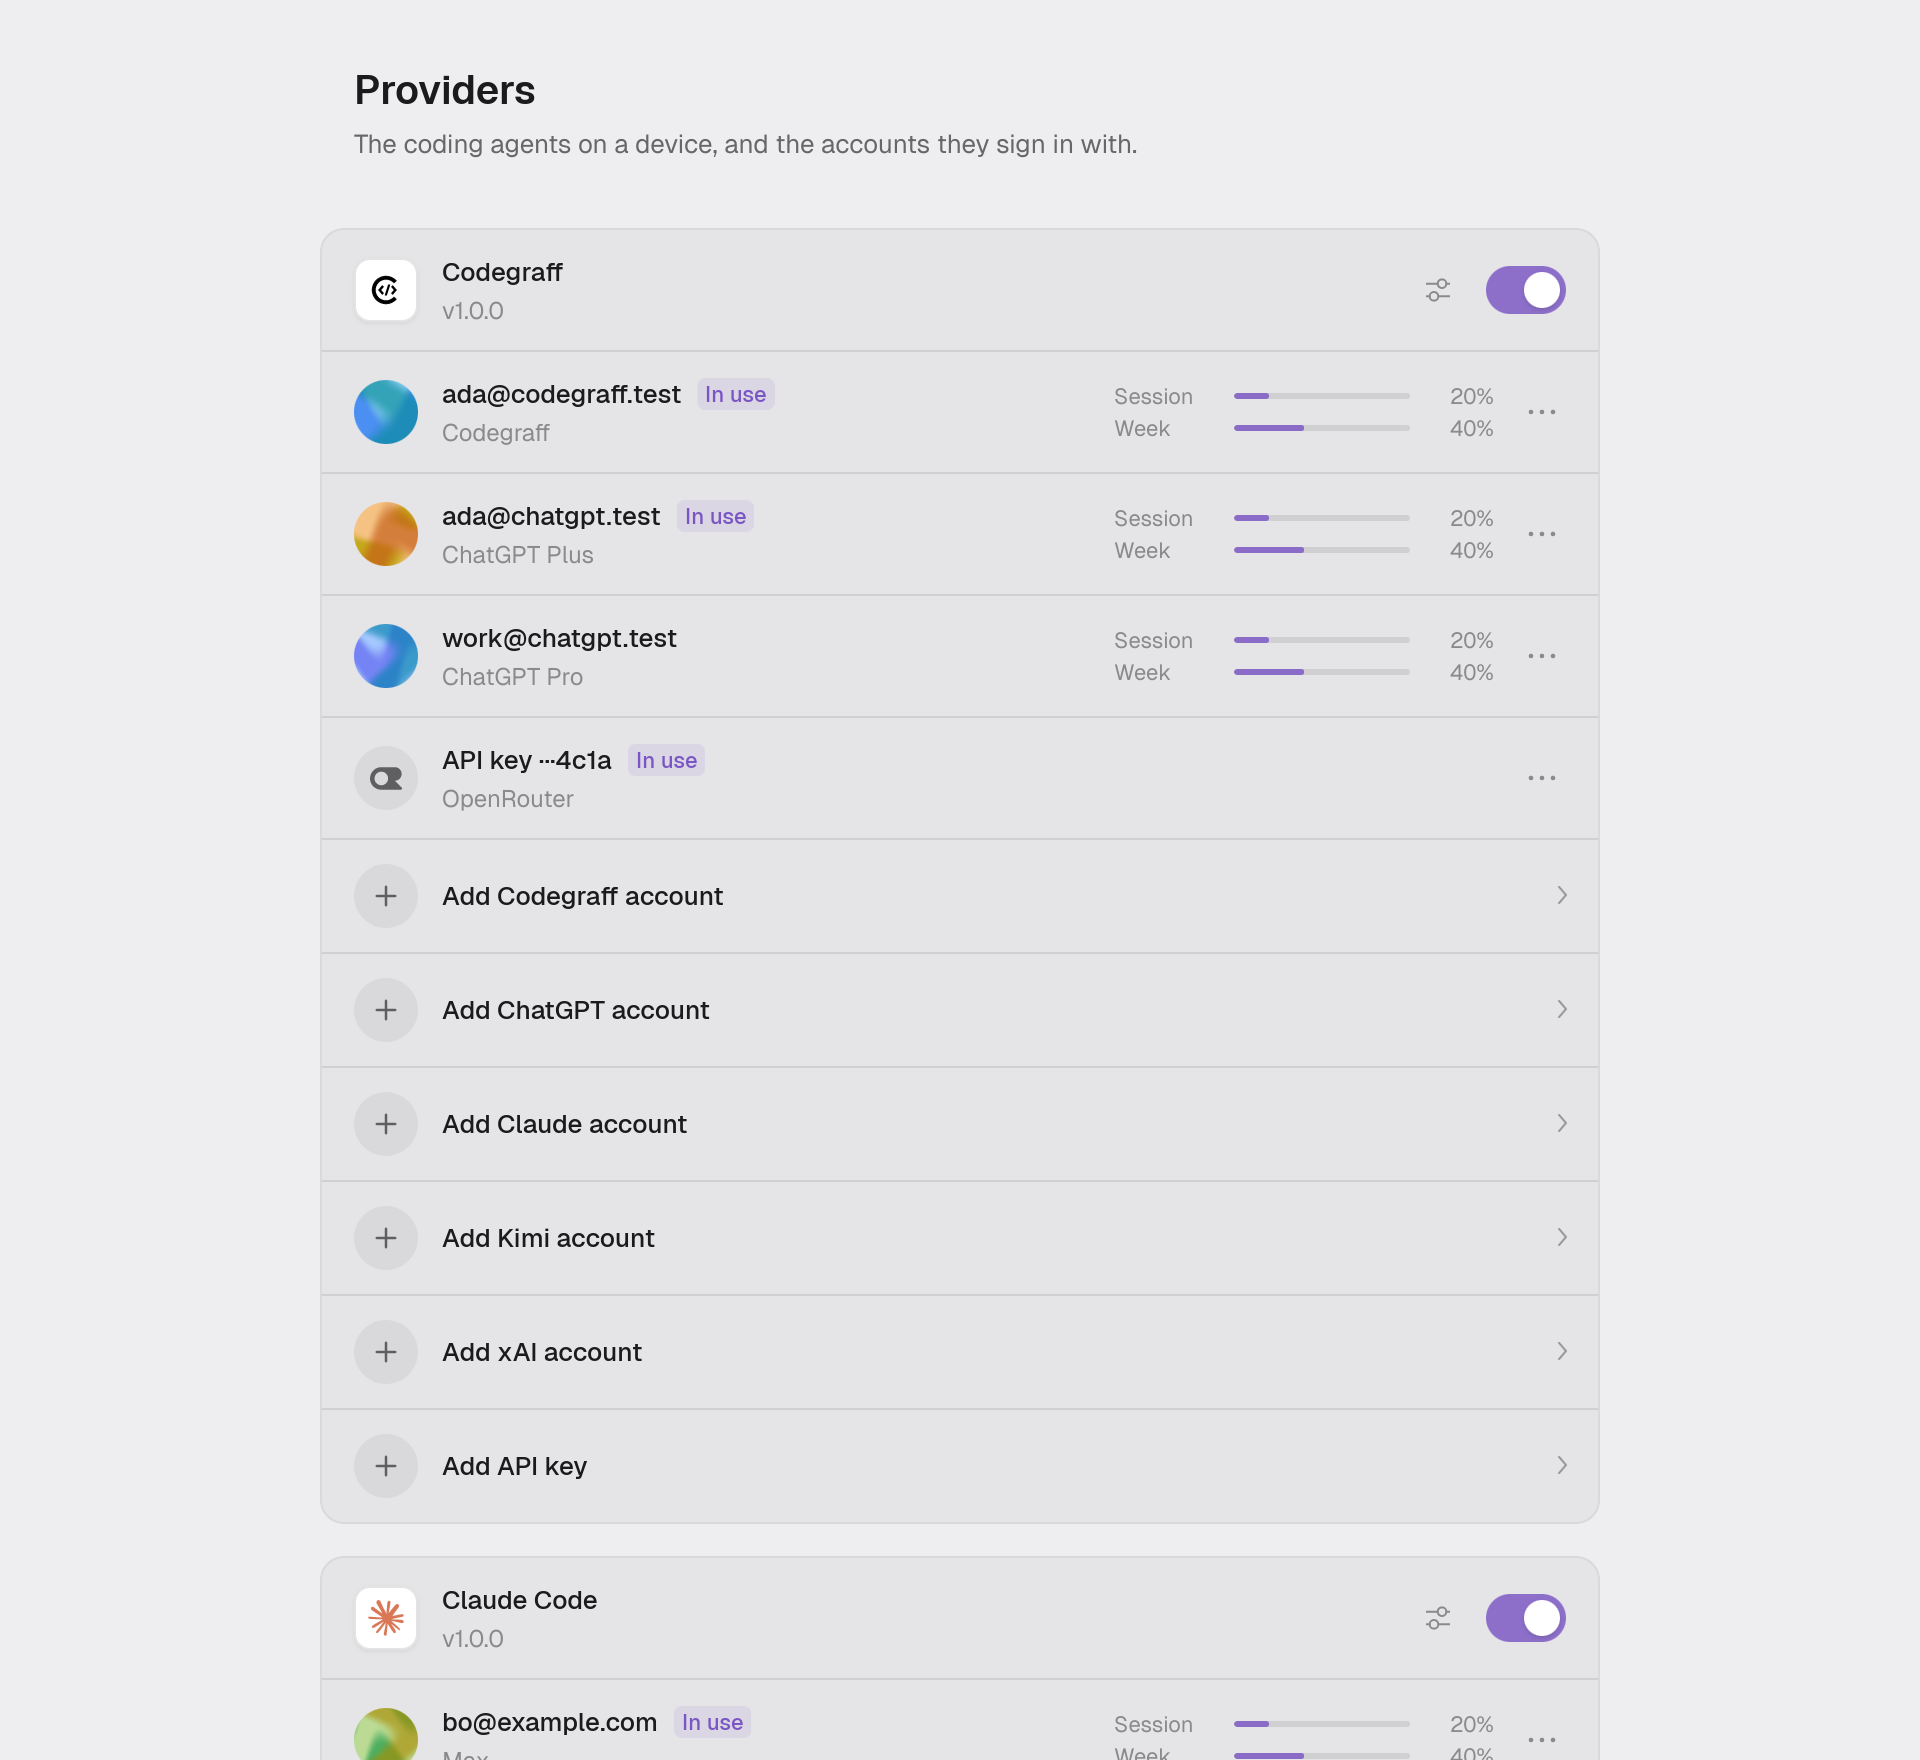 Providers
The coding agents on a device, and the accounts they sign in with.
Codegraff
v1.0.0
ada@codegraff.test In use
Codegraff
Session 20%
Week 40%
ada@chatgpt.test In use
ChatGPT Plus
Session 20%
Week 40%
work@chatgpt.test
ChatGPT Pro
Session 20%
Week 40%
API key ···4c1a In use
OpenRouter
Add Codegraff account
Add ChatGPT account
Add Claude account
Add Kimi account
Add xAI account
Add API key
Claude Code
v1.0.0
bo@example.com In use
Max
Session 20%
Week 40%